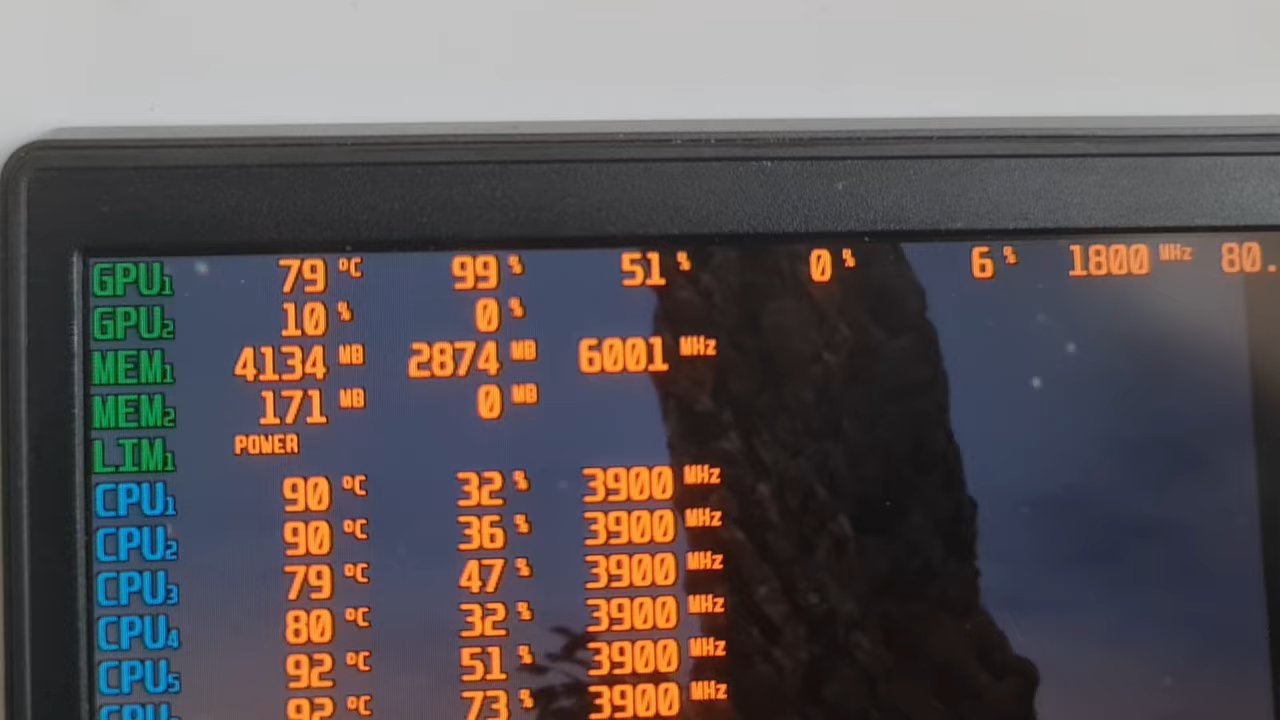 GPU1 79 °C 99 % 51 % 0 % 6 % 1800 MHz 80.
GPU2 10 % 0 %
MEM1 4134 MB 2874 MB 6001 MHz
MEM2 171 MB 0 MB
LIM1 POWER
CPU1 90 °C 32 % 3900 MHz
CPU2 90 °C 36 % 3900 MHz
CPU3 79 °C 47 % 3900 MHz
CPU4 80 °C 32 % 3900 MHz
CPU5 92 °C 51 % 3900 MHz
92 °C 73 % 3900 MHz